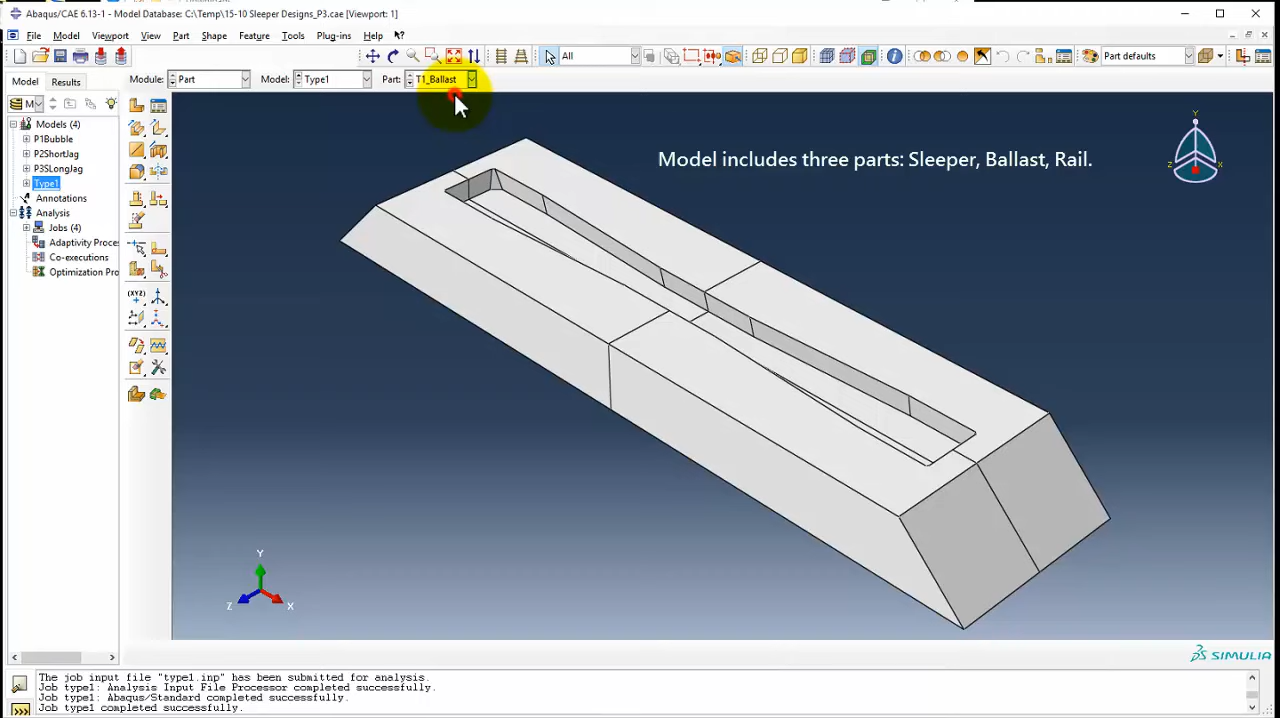 Abaqus/CAE 6.13-1 - Model Database: C:\Temp\15-10 Sleeper Designs_P3.cae [Viewport: 1]
File Model Viewport View Part Shape Feature Tools Plug-ins Help
All
Part defaults
Model Results
Module: Part Model: Type1 Part: T1_Ballast
M
Models (4)
P1Bubble
P2ShortJag
P3SLongJag
Type1
Annotations
Analysis
Jobs (4)
Adaptivity Proce
Co-executions
Optimization Pro
(XYZ)
Model includes three parts: Sleeper, Ballast, Rail.
Y
Z X
Y
Z X
SIMULIA
The job input file "type1.inp" has been submitted for analysis.
Job type1: Analysis Input File Processor completed successfully.
Job type1: Abaqus/Standard completed successfully.
Job type1 completed successfully.
>>>